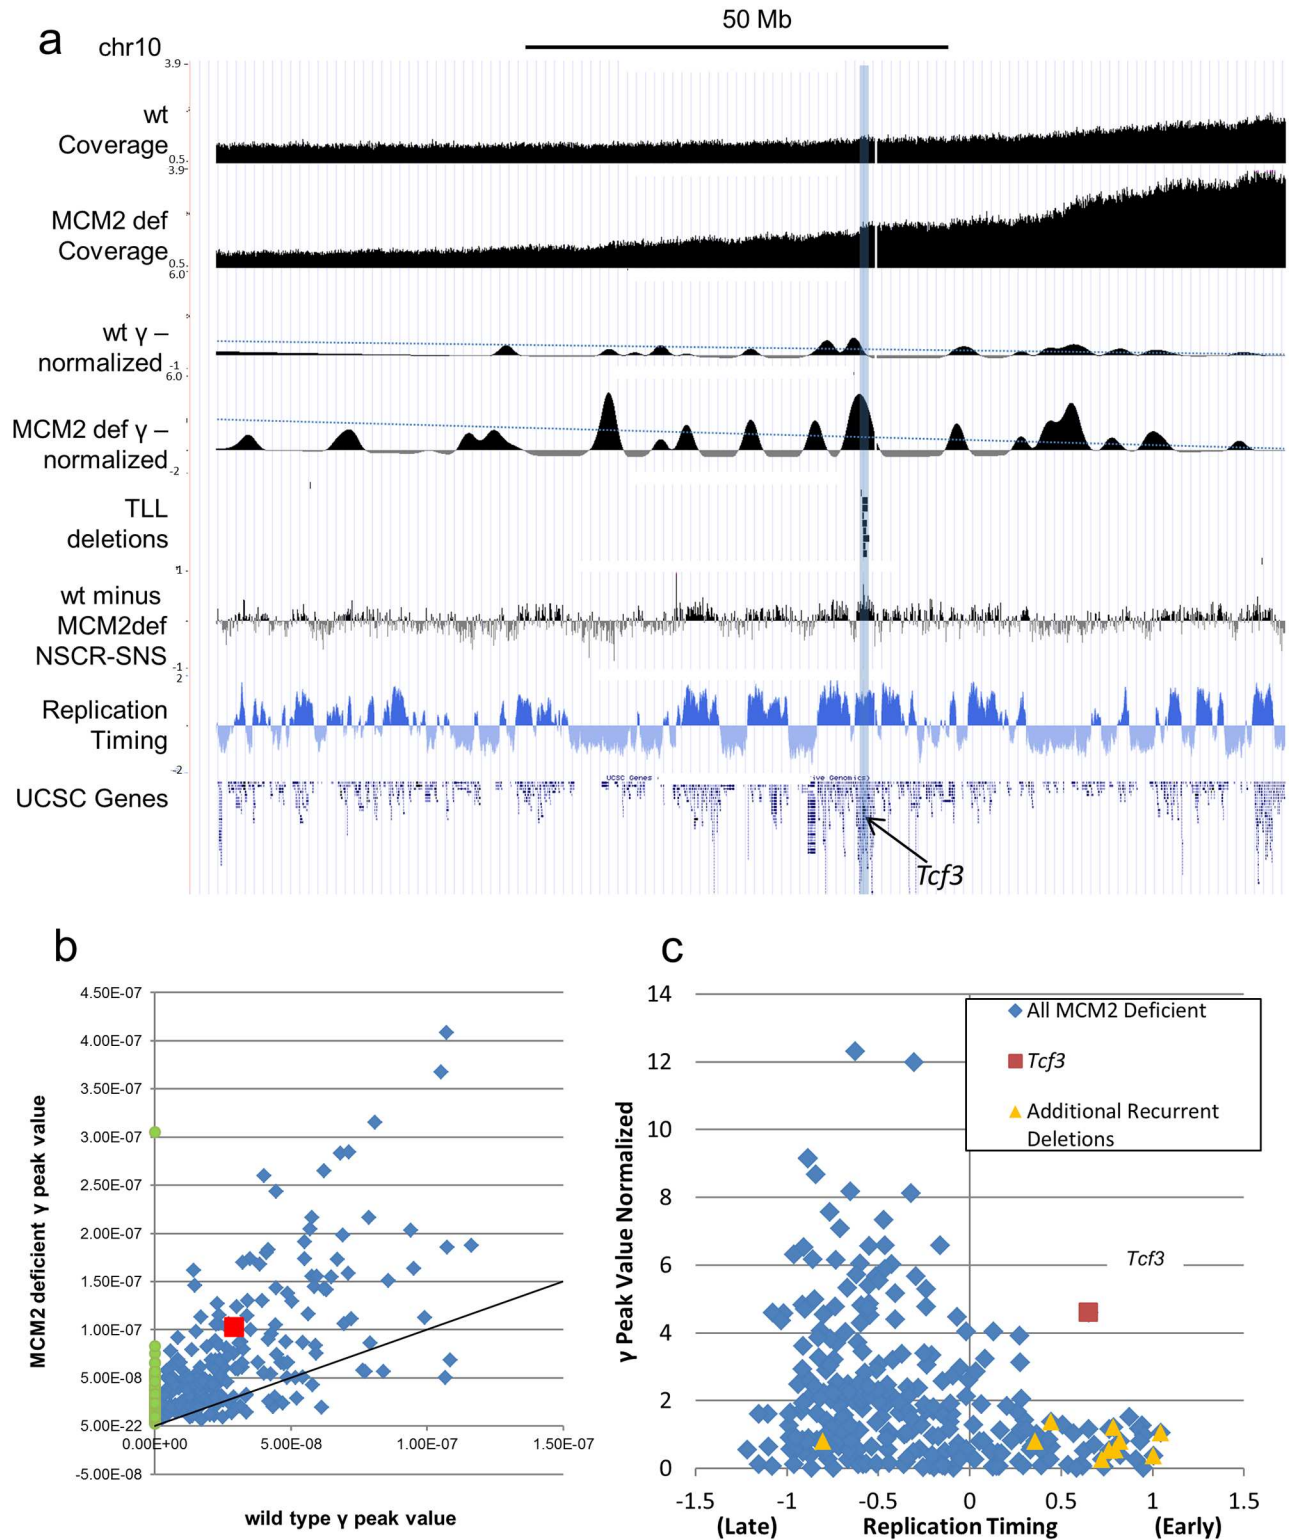 a
chr10
50 Mb
3.9
wt
Coverage
0.5
3.9
MCM2 def
Coverage
0.5
6.0
wt γ –
normalized
-1
6.0
MCM2 def γ –
normalized
-2
TLL
deletions
1
wt minus
MCM2def
NSCR-SNS
-1
2
Replication
Timing
-2
UCSC Genes
ive Genomics)
UCSC Genes
Tcf3
b
4.50E-07
4.00E-07
3.50E-07
3.00E-07
2.50E-07
2.00E-07
1.50E-07
1.00E-07
5.00E-08
5.00E-22
-5.00E-08
0.00E+00
5.00E-08
1.00E-07
1.50E-07
MCM2 deficient γ peak value
wild type γ peak value
c
14
12
10
8
6
4
2
0
γ Peak Value Normalized
All MCM2 Deficient
Tcf3
Additional Recurrent
Deletions
Tcf3
-1.5
-1
-0.5
0
0.5
1
1.5
(Late)
Replication Timing
(Early)